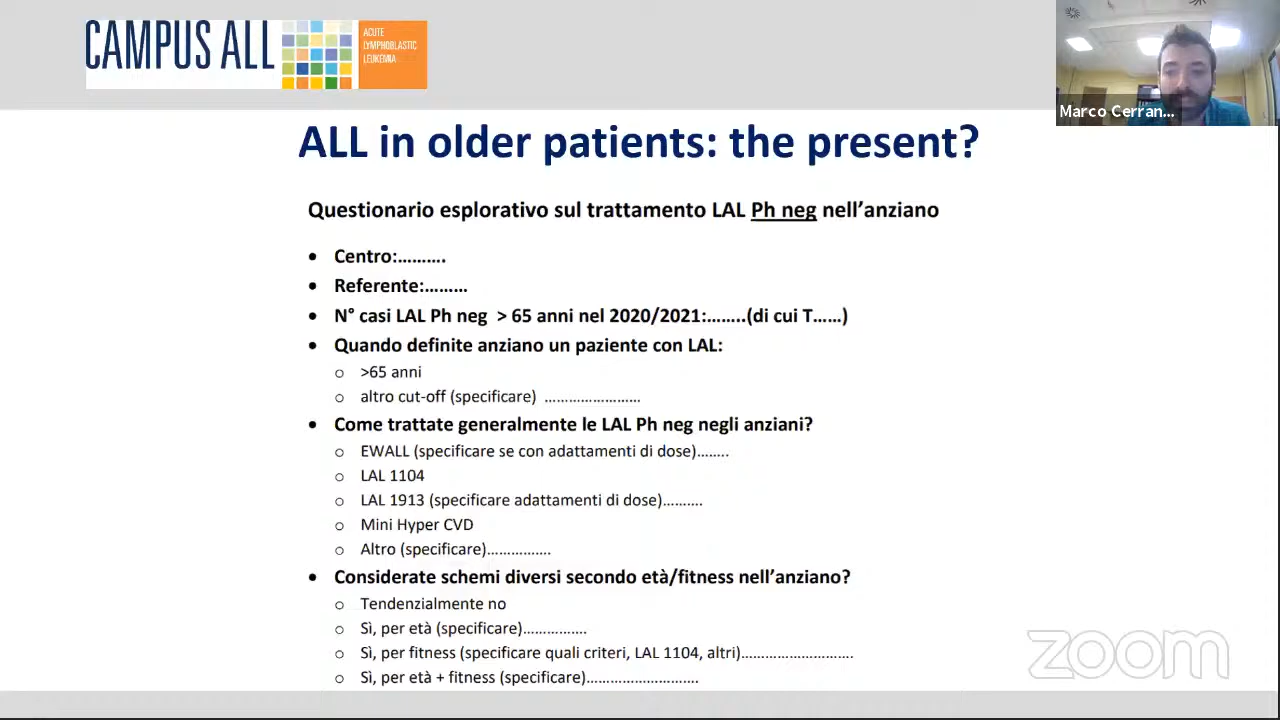 CAMPUS ALL
ACUTE
LYMPHOBLASTIC
LEUKEMIA
Marco Cerran...
ALL in older patients: the present?
Questionario esplorativo sul trattamento LAL Ph neg nell’anziano
• Centro:……….
• Referente:………
• N° casi LAL Ph neg > 65 anni nel 2020/2021:……..(di cui T……)
• Quando definite anziano un paziente con LAL:
o >65 anni
o altro cut-off (specificare) ……………………
• Come trattate generalmente le LAL Ph neg negli anziani?
o EWALL (specificare se con adattamenti di dose)……..
o LAL 1104
o LAL 1913 (specificare adattamenti di dose)……….
o Mini Hyper CVD
o Altro (specificare)…………….
• Considerate schemi diversi secondo età/fitness nell’anziano?
o Tendenzialmente no
o Sì, per età (specificare)…………….
o Sì, per fitness (specificare quali criteri, LAL 1104, altri)……………………….
o Sì, per età + fitness (specificare)……………………….
zoom